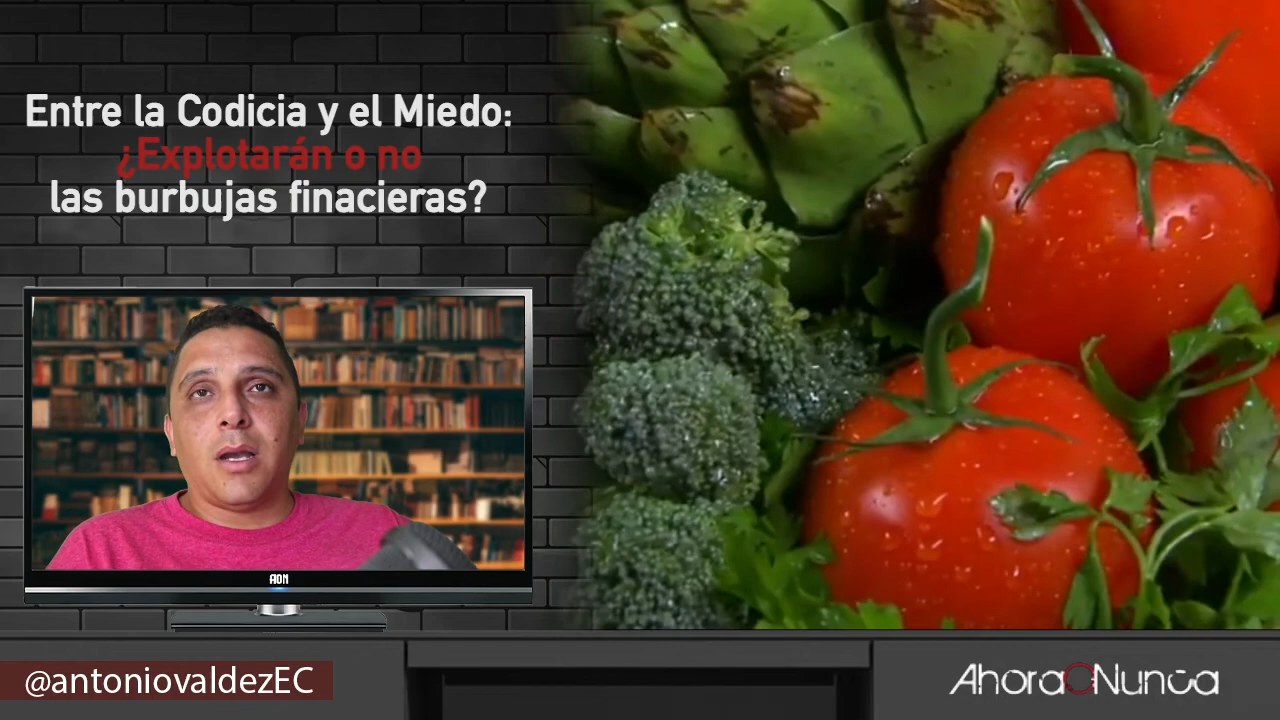 Entre la Codicia y el Miedo:
¿Explotarán o no
las burbujas finacieras?
AON
@antoniovaldezEC
AhoraONunca